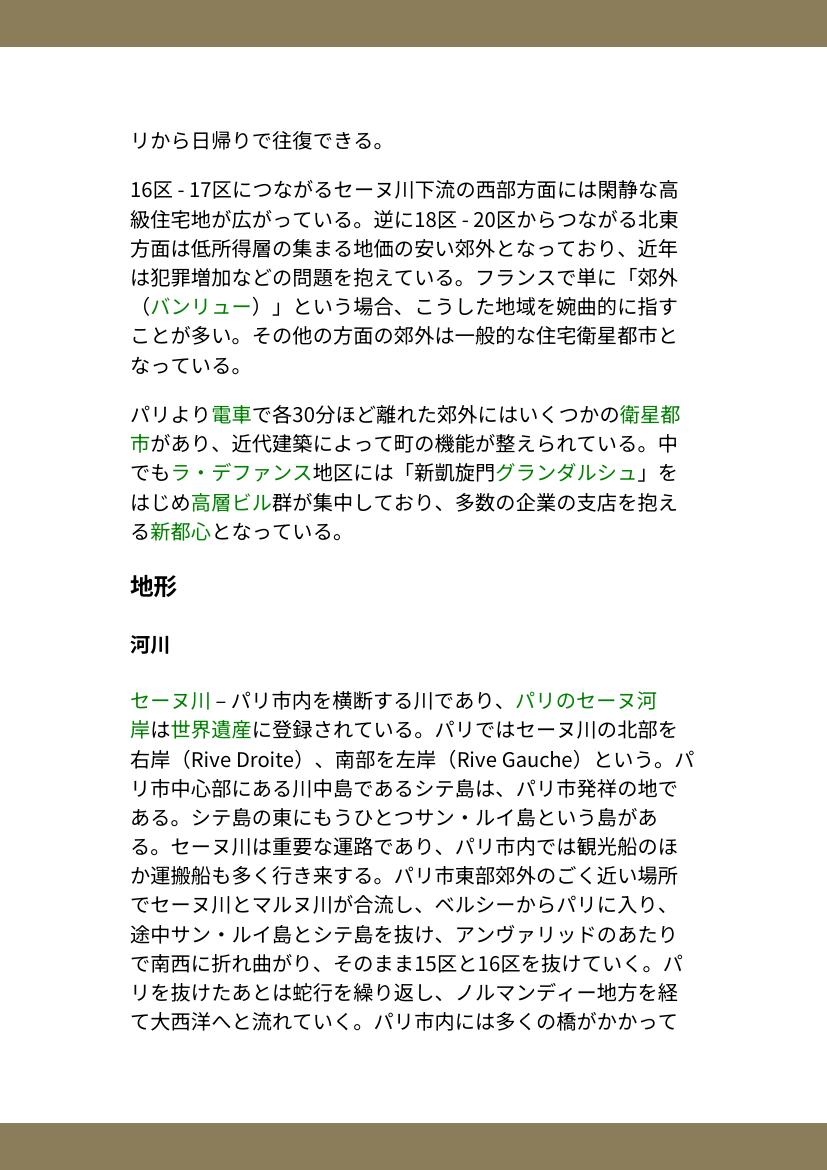 リから日帰りで往復できる。
16区 - 17区につながるセーヌ川下流の西部方面には閑静な高
級住宅地が広がっている。逆に18区 - 20区からつながる北東
方面は低所得層の集まる地価の安い郊外となっており、近年
は犯罪増加などの問題を抱えている。フランスで単に「郊外
（バンリュー）」という場合、こうした地域を婉曲的に指す
ことが多い。その他の方面の郊外は一般的な住宅衛星都市と
なっている。
パリより電車で各30分ほど離れた郊外にはいくつかの衛星都
市があり、近代建築によって町の機能が整えられている。中
でもラ・デファンス地区には「新凱旋門グランダルシュ」を
はじめ高層ビル群が集中しており、多数の企業の支店を抱え
る新都心となっている。
地形
河川
セーヌ川 – パリ市内を横断する川であり、パリのセーヌ河
岸は世界遺産に登録されている。パリではセーヌ川の北部を
右岸（Rive Droite）、南部を左岸（Rive Gauche）という。パ
リ市中心部にある川中島であるシテ島は、パリ市発祥の地で
ある。シテ島の東にもうひとつサン・ルイ島という島があ
る。セーヌ川は重要な運路であり、パリ市内では観光船のほ
か運搬船も多く行き来する。パリ市東部郊外のごく近い場所
でセーヌ川とマルヌ川が合流し、ベルシーからパリに入り、
途中サン・ルイ島とシテ島を抜け、アンヴァリッドのあたり
で南西に折れ曲がり、そのまま15区と16区を抜けていく。パ
リを抜けたあとは蛇行を繰り返し、ノルマンディー地方を経
て大西洋へと流れていく。パリ市内には多くの橋がかかって